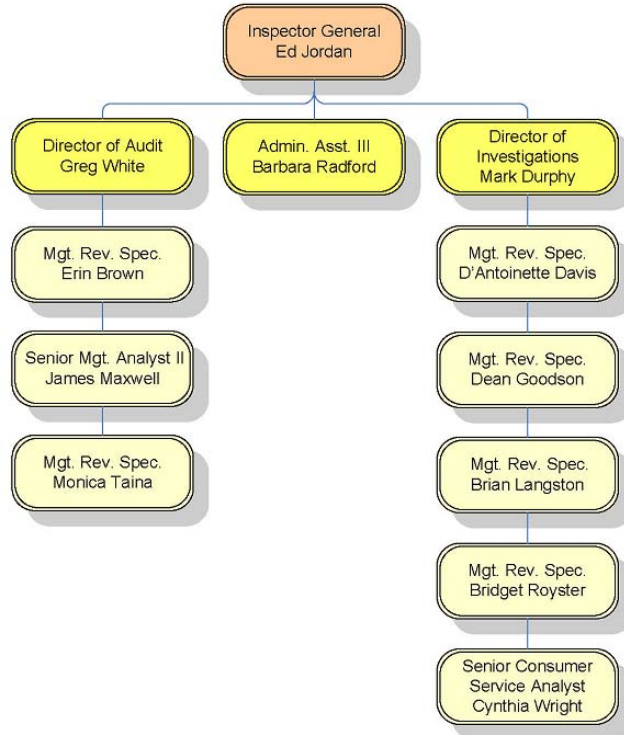 Inspector General
Ed Jordan
Director of Audit
Greg White
Admin. Asst. III
Barbara Radford
Director of
Investigations
Mark Durphy
Mgt. Rev. Spec.
Erin Brown
Senior Mgt. Analyst II
James Maxwell
Mgt. Rev. Spec.
Monica Taina
Mgt. Rev. Spec.
D'Antoinette Davis
Mgt. Rev. Spec.
Dean Goodson
Mgt. Rev. Spec.
Brian Langston
Mgt. Rev. Spec.
Bridget Royster
Senior Consumer
Service Analyst
Cynthia Wright